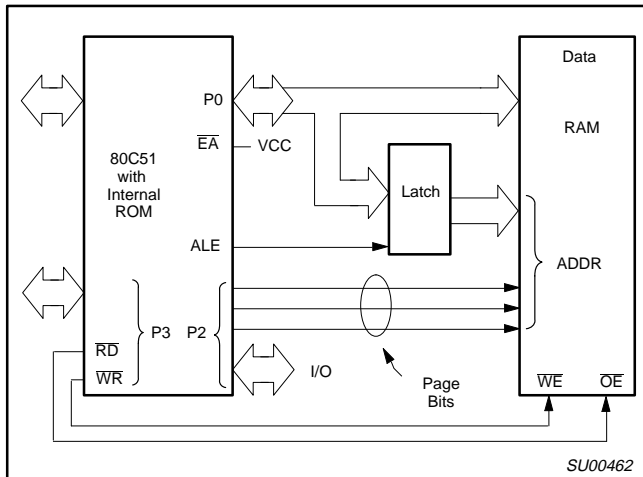 Data
RAM
P0
EA
VCC
80C51
with
Internal
ROM
Latch
ALE
ADDR
P3
P2
RD
WR
I/O
Page
Bits
WE
OE
SU00462